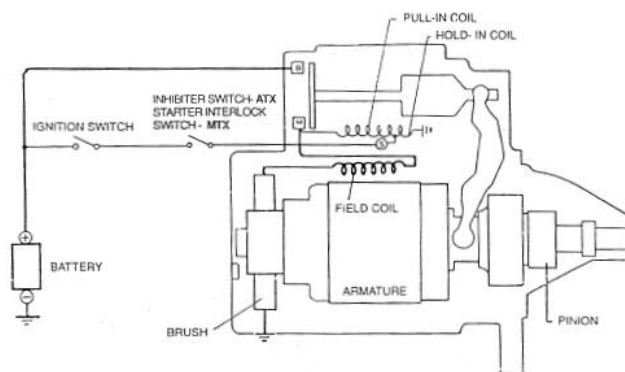 PULL-IN COIL
HOLD- IN COIL
B
INHIBITER SWITCH- ATX
STARTER INTERLOCK
SWITCH - MTX
IGNITION SWITCH
M
S
FiELD COIL
+
BATTERY
−
ARMATURE
BRUSH
PINION